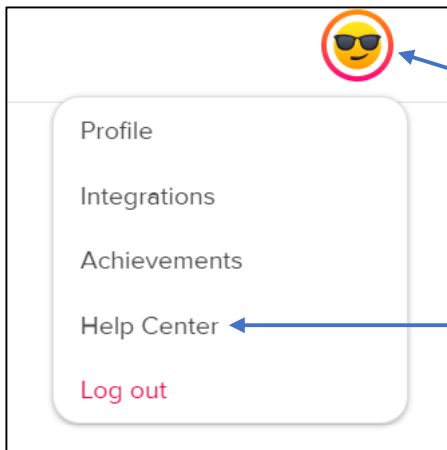 Profile
Integrations
Achievements
Help Center
Log out